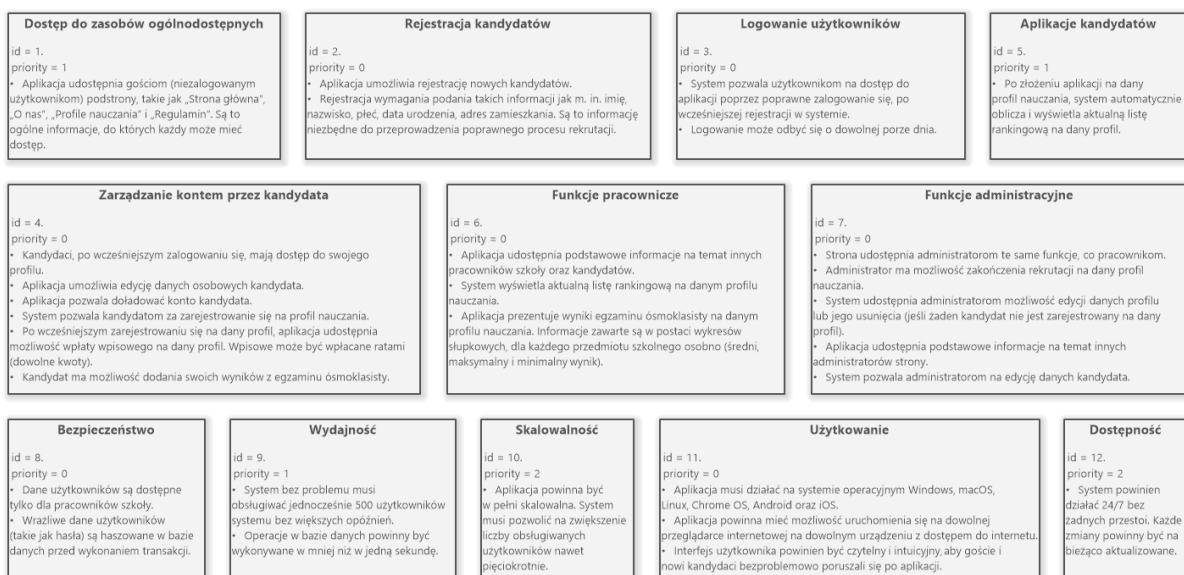 Dostęp do zasobów ogólnodostępnych
id = 1.
priority = 1
• Aplikacja udostępnia gościom (niezalogowanym
użytkownikom) podstrony, takie jak „Strona główna”,
„O nas”, „Profile nauczania” i „Regulamin”. Są to
ogólne informacje, do których każdy może mieć
dostęp.
Rejestracja kandydatów
id = 2.
priority = 0
• Aplikacja umożliwia rejestrację nowych kandydatów.
• Rejestracja wymagania podania takich informacji jak m. in. imię,
nazwisko, płeć, data urodzenia, adres zamieszkania. Są to informację
niezbędne do przeprowadzenia poprawnego procesu rekrutacji.
Logowanie użytkowników
id = 3.
priority = 0
• System pozwala użytkownikom na dostęp do
aplikacji poprzez poprawne zalogowanie się, po
wcześniejszej rejestracji w systemie.
• Logowanie może odbyć się o dowolnej porze dnia.
Aplikacje kandydatów
id = 5.
priority = 1
• Po złożeniu aplikacji na dany
profil nauczania, system automatycznie
oblicza i wyświetla aktualną listę
rankingową na dany profil.
Zarządzanie kontem przez kandydata
id = 4.
priority = 0
• Kandydaci, po wcześniejszym zalogowaniu się, mają dostęp do swojego
profilu.
• Aplikacja umożliwia edycję danych osobowych kandydata.
• Aplikacja pozwala doładować konto kandydata.
• System pozwala kandydatom za zarejestrowanie się na profil nauczania.
• Po wcześniejszym zarejestrowaniu się na dany profil, aplikacja udostępnia
możliwość wpłaty wpisowego na dany profil. Wpisowe może być wpłacane ratami
(dowolne kwoty).
• Kandydat ma możliwość dodania swoich wyników z egzaminu ósmoklasisty.
Funkcje pracownicze
id = 6.
priority = 0
• Aplikacja udostępnia podstawowe informacje na temat innych
pracowników szkoły oraz kandydatów.
• System wyświetla aktualną listę rankingową na danym profilu
nauczania.
• Aplikacja prezentuje wyniki egzaminu ósmoklasisty na danym
profilu nauczania. Informacje zawarte są w postaci wykresów
słupkowych, dla każdego przedmiotu szkolnego osobno (średni,
maksymalny i minimalny wynik).
Funkcje administracyjne
id = 7.
priority = 0
• Strona udostępnia administratorom te same funkcje, co pracownikom.
• Administrator ma możliwość zakończenia rekrutacji na dany profil
nauczania.
• System udostępnia administratorom możliwość edycji danych profilu
lub jego usunięcia (jeśli żaden kandydat nie jest zarejestrowany na dany
profil).
• Aplikacja udostępnia podstawowe informacje na temat innych
administratorów strony.
• System pozwala administratorom na edycję danych kandydata.
Bezpieczeństwo
id = 8.
priority = 0
• Dane użytkowników są dostępne
tylko dla pracowników szkoły.
• Wrażliwe dane użytkowników
(takie jak hasła) są haszowane w bazie
danych przed wykonaniem transakcji.
Wydajność
id = 9.
priority = 1
• System bez problemu musi
obsługiwać jednocześnie 500 użytkowników
systemu bez większych opóźnień.
• Operacje w bazie danych powinny być
wykonywane w mniej niż w jedną sekundę.
Skalowalność
id = 10.
priority = 2
• Aplikacja powinna być
w pełni skalowalna. System
musi pozwolić na zwiększenie
liczby obsługiwanych
użytkowników nawet
pięciokrotnie.
Użytkowanie
id = 11.
priority = 0
• Aplikacja musi działać na systemie operacyjnym Windows, macOS,
Linux, Chrome OS, Android oraz iOS.
• Aplikacja powinna mieć możliwość uruchomienia się na dowolnej
przeglądarce internetowej na dowolnym urządzeniu z dostępem do internetu.
• Interfejs użytkownika powinien być czytelny i intuicyjny, aby goście i
nowi kandydaci bezproblemowo poruszali się po aplikacji.
Dostępność
id = 12.
priority = 2
• System powinien
działać 24/7 bez
żadnych przestoi. Każde
zmiany powinny być na
bieżąco aktualizowane.